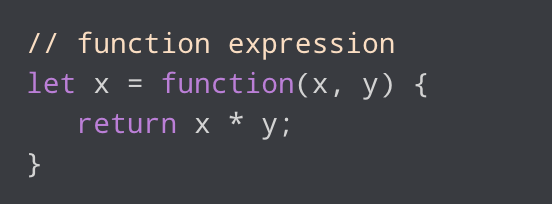 // function expression
let x = function(x, y) {
   return x * y;
}